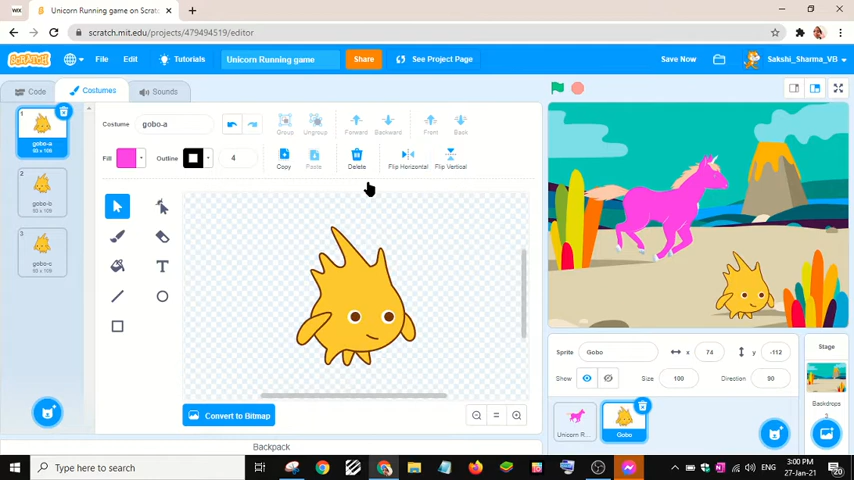 WiX
Unicorn Running game on Scratch
scratch.mit.edu/projects/479494519/editor
SCRATCH
File
Edit
Tutorials
Unicorn Running game
Share
See Project Page
Save Now
Sakshi_Sharma_VB
Code
Costumes
Sounds
1
gobo-a
2
gobo-b
3
gobo-c
Costume
gobo-a
Group
Ungroup
Forward
Backward
Front
Back
Fill
Outline
4
Copy
Paste
Delete
Flip Horizontal
Flip Vertical
T
Convert to Bitmap
Backpack
Sprite
Gobo
x
74
y
-112
Show
Size
100
Direction
90
Unicorn R...
Gobo
Stage
Backdrops
2
Type here to search
ENG
3:00 PM
27-Jan-21
20